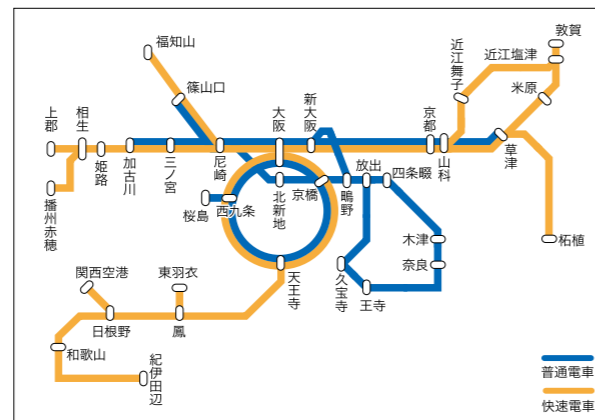 敦賀
福知山
近江塩津
近江舞子
米原
篠山口
新大阪
大阪
京都
上郡
相生
姫路
加古川
三ノ宮
尼崎
山科
草津
放出
四条畷
北新地
京橋
鴫野
播州赤穂
桜島
西九条
木津
柘植
奈良
天王寺
久宝寺
王寺
関西空港
東羽衣
日根野
鳳
和歌山
紀伊田辺
普通電車
快速電車